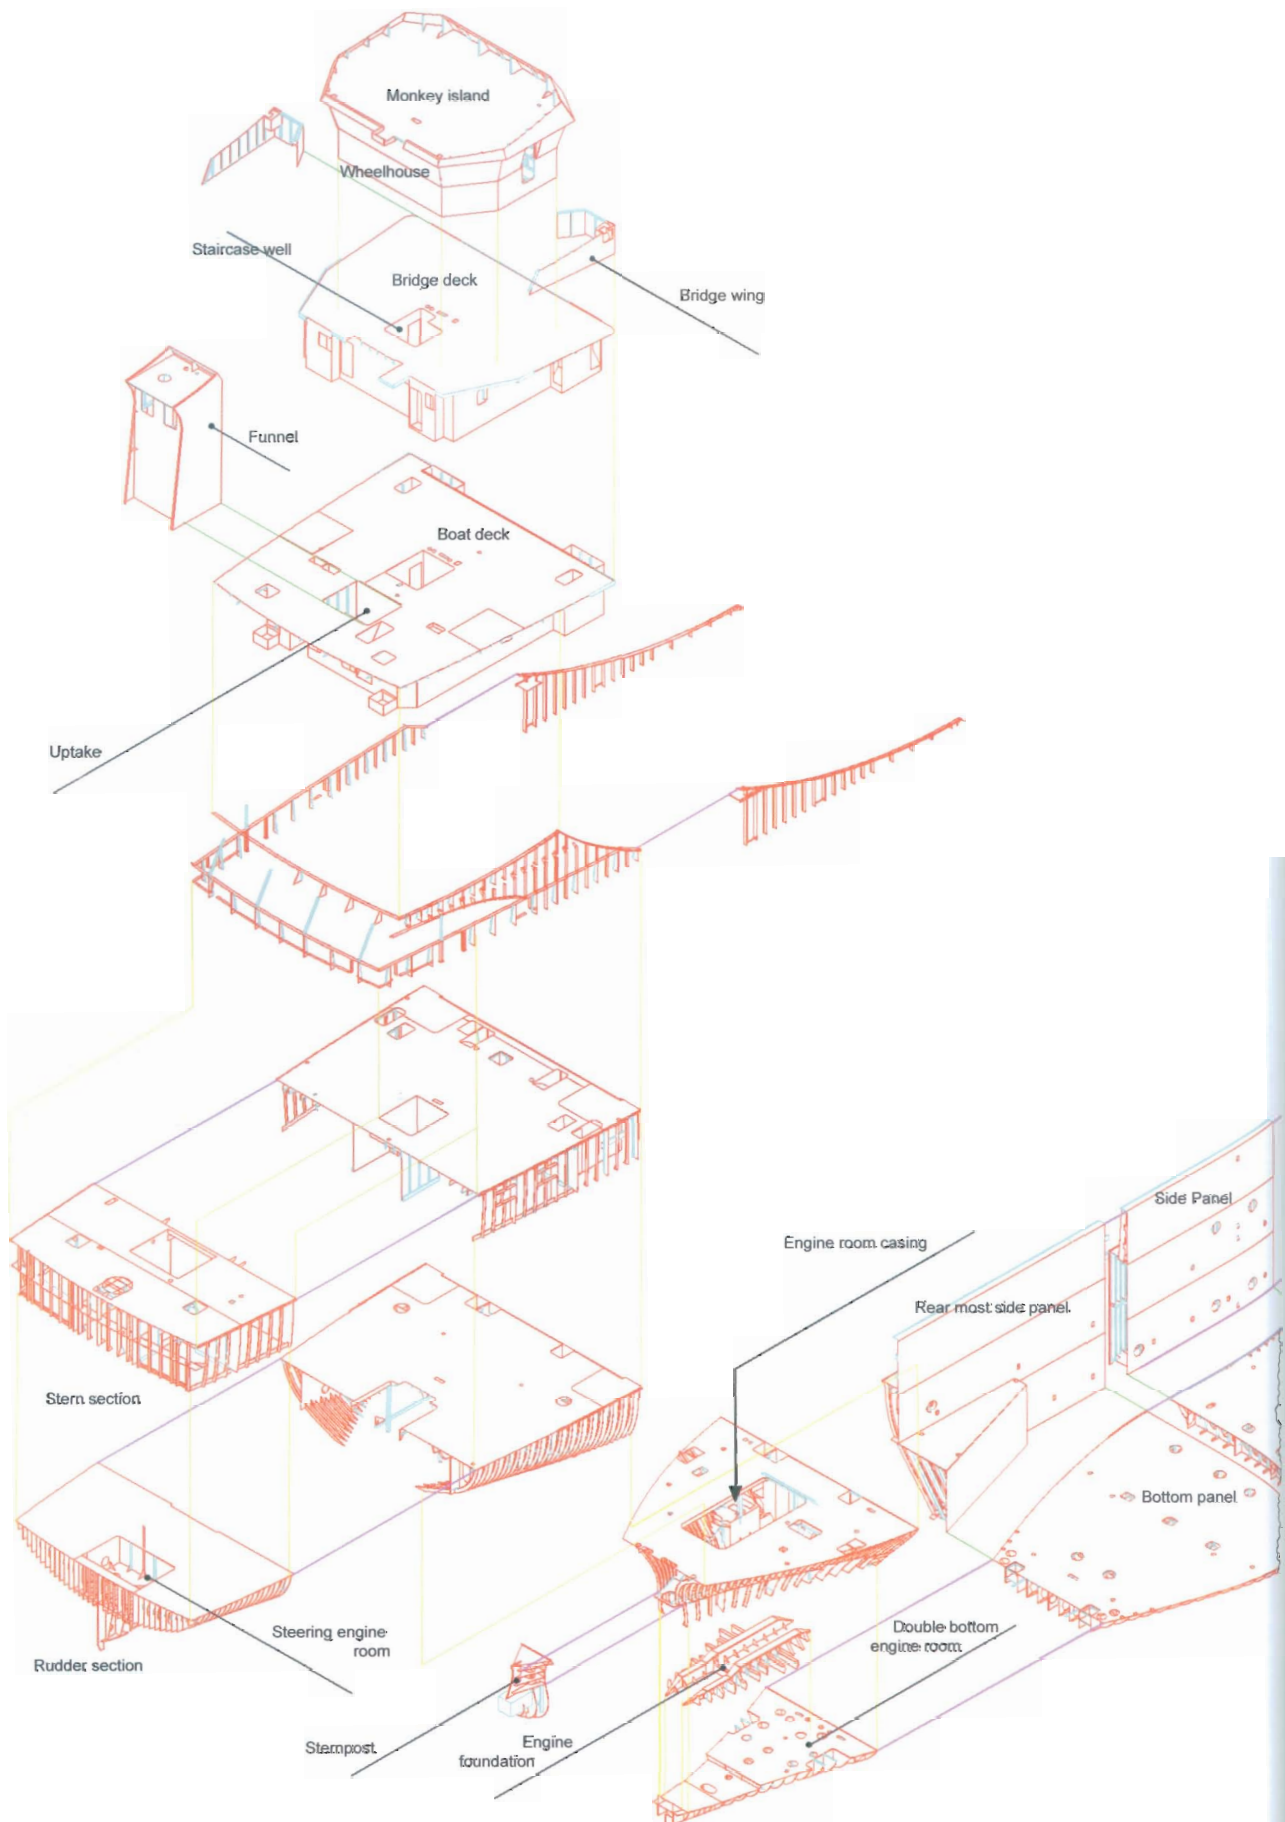 Monkey island
Wheelhouse
Staircase well
Bridge deck
Bridge wing
Funnel
Boat deck
Uptake
Side Panel
Engine room casing
Rear most side panel
Stern section
Bottom panel
Steering engine
room
Double bottom
engine room
Rudder section
Sternpost
Engine
foundation